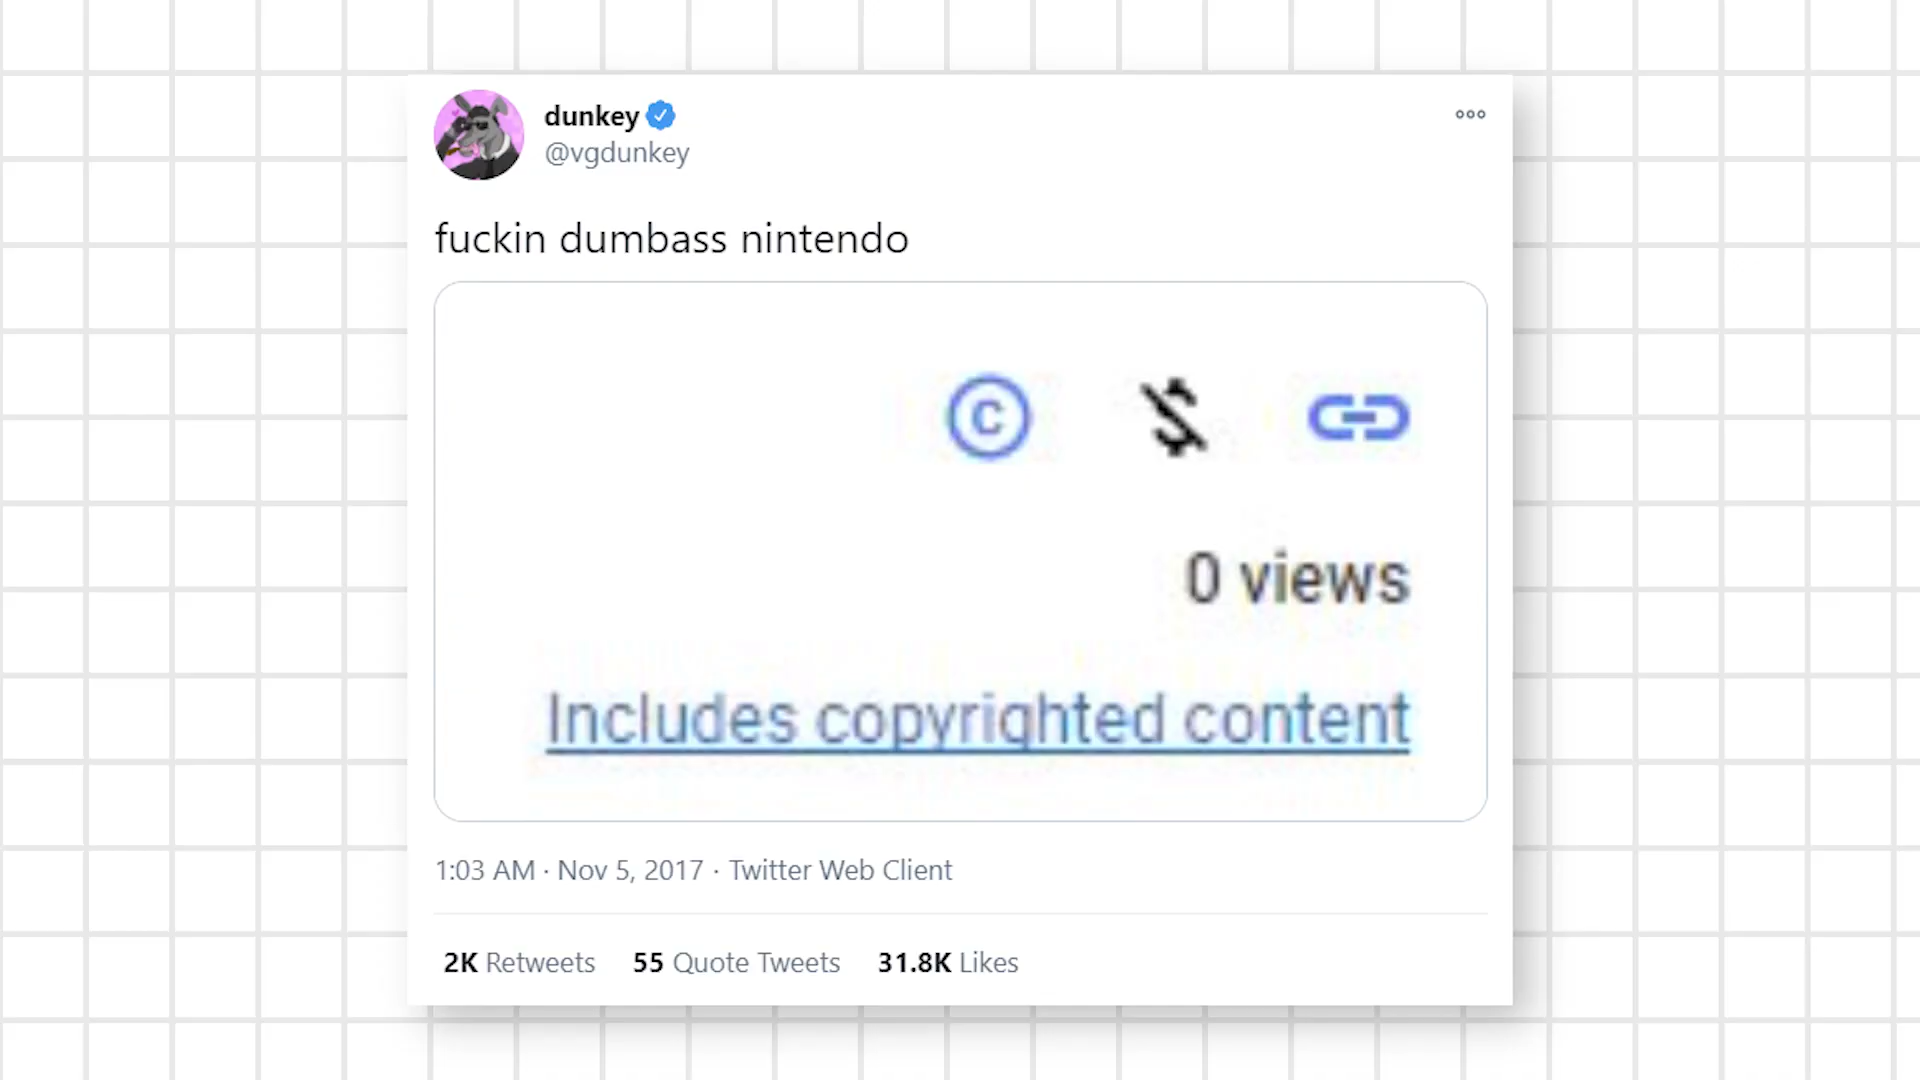 dunkey
@vgdunkey
fuckin dumbass nintendo
©
0 views
Includes copyrighted content
1:03 AM · Nov 5, 2017 · Twitter Web Client
2K Retweets 55 Quote Tweets 31.8K Likes